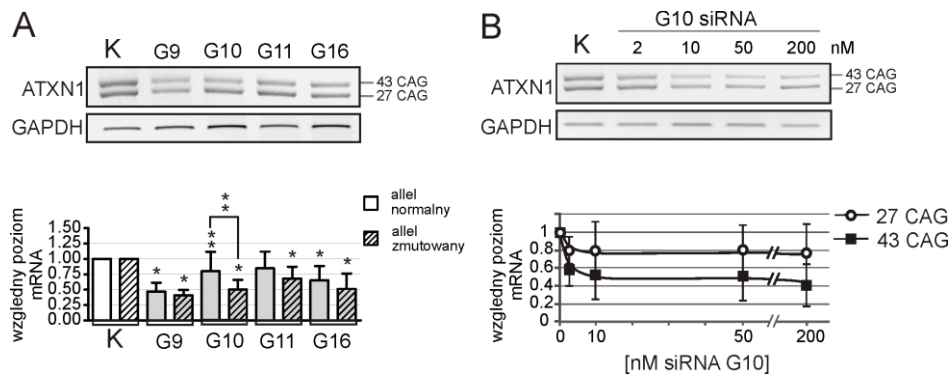 A
K G9 G10 G11 G16
ATXN1
43 CAG
27 CAG
GAPDH
względny poziom
mRNA
1.50
1.25
1.00
0.75
0.50
0.25
0.00
* * ** * * * *
**
allel
normalny
allel
zmutowany
K G9 G10 G11 G16
B
G10 siRNA
K 2 10 50 200 nM
ATXN1
43 CAG
27 CAG
GAPDH
względny poziom
mRNA
1
0.8
0.6
0.4
0.2
0
0 10 50 200
[nM siRNA G10]
27 CAG
43 CAG